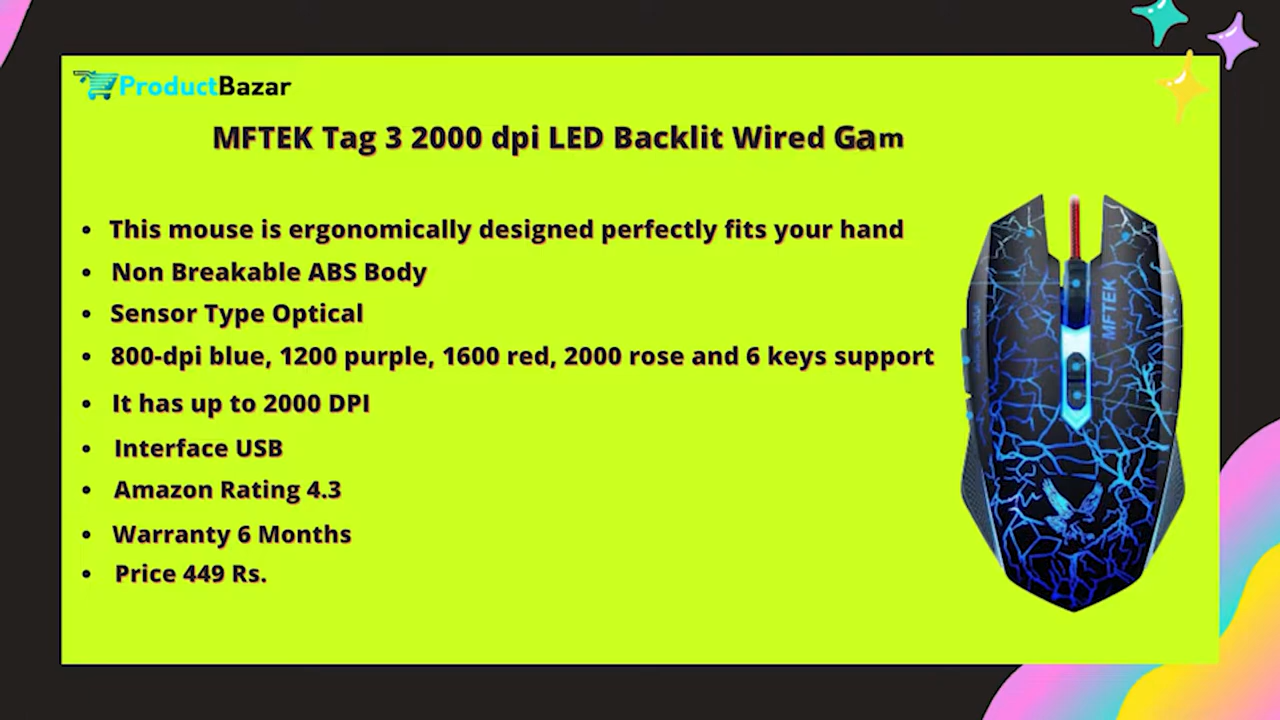 ProductBazar
MFTEK Tag 3 2000 dpi LED Backlit Wired Gam
• This mouse is ergonomically designed perfectly fits your hand
• Non Breakable ABS Body
• Sensor Type Optical
• 800-dpi blue, 1200 purple, 1600 red, 2000 rose and 6 keys support
• It has up to 2000 DPI
• Interface USB
• Amazon Rating 4.3
• Warranty 6 Months
• Price 449 Rs.
MFTEK